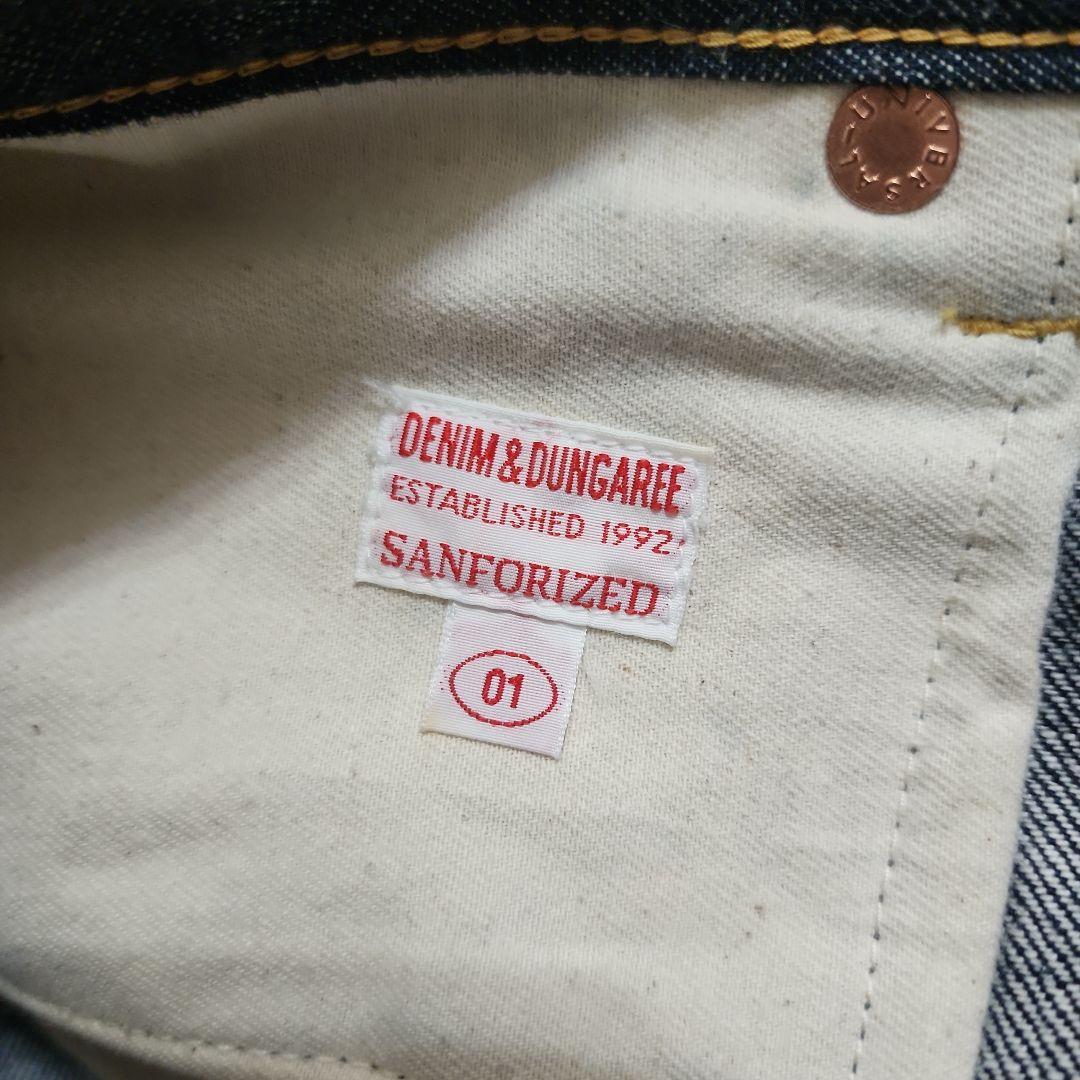 UNIVERSAL
DENIM & DUNGAREE
ESTABLISHED 1992
SANFORIZED
01